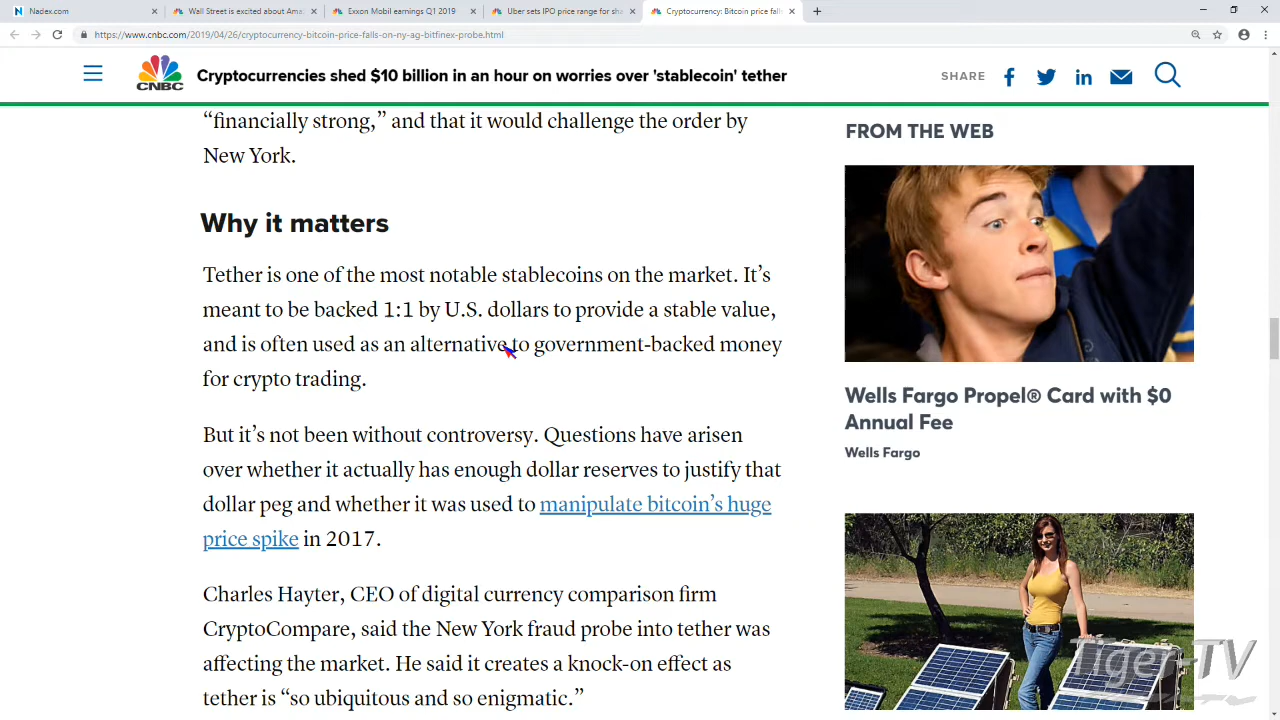 Nadex.com
Wall Street is excited about Ama
Exxon Mobil earnings Q1 2019
Uber sets IPO price range for sha
Cryptocurrency: Bitcoin price falls
https://www.cnbc.com/2019/04/26/cryptocurrency-bitcoin-price-falls-on-ny-ag-bitfinex-probe.html
CNBC
Cryptocurrencies shed $10 billion in an hour on worries over 'stablecoin' tether
SHARE
“financially strong,” and that it would challenge the order by
New York.
Why it matters
Tether is one of the most notable stablecoins on the market. It’s
meant to be backed 1:1 by U.S. dollars to provide a stable value,
and is often used as an alternative to government-backed money
for crypto trading.
But it’s not been without controversy. Questions have arisen
over whether it actually has enough dollar reserves to justify that
dollar peg and whether it was used to manipulate bitcoin’s huge
price spike in 2017.
Charles Hayter, CEO of digital currency comparison firm
CryptoCompare, said the New York fraud probe into tether was
affecting the market. He said it creates a knock-on effect as
tether is “so ubiquitous and so enigmatic.”
FROM THE WEB
Wells Fargo Propel® Card with $0
Annual Fee
Wells Fargo
Tiger-TV